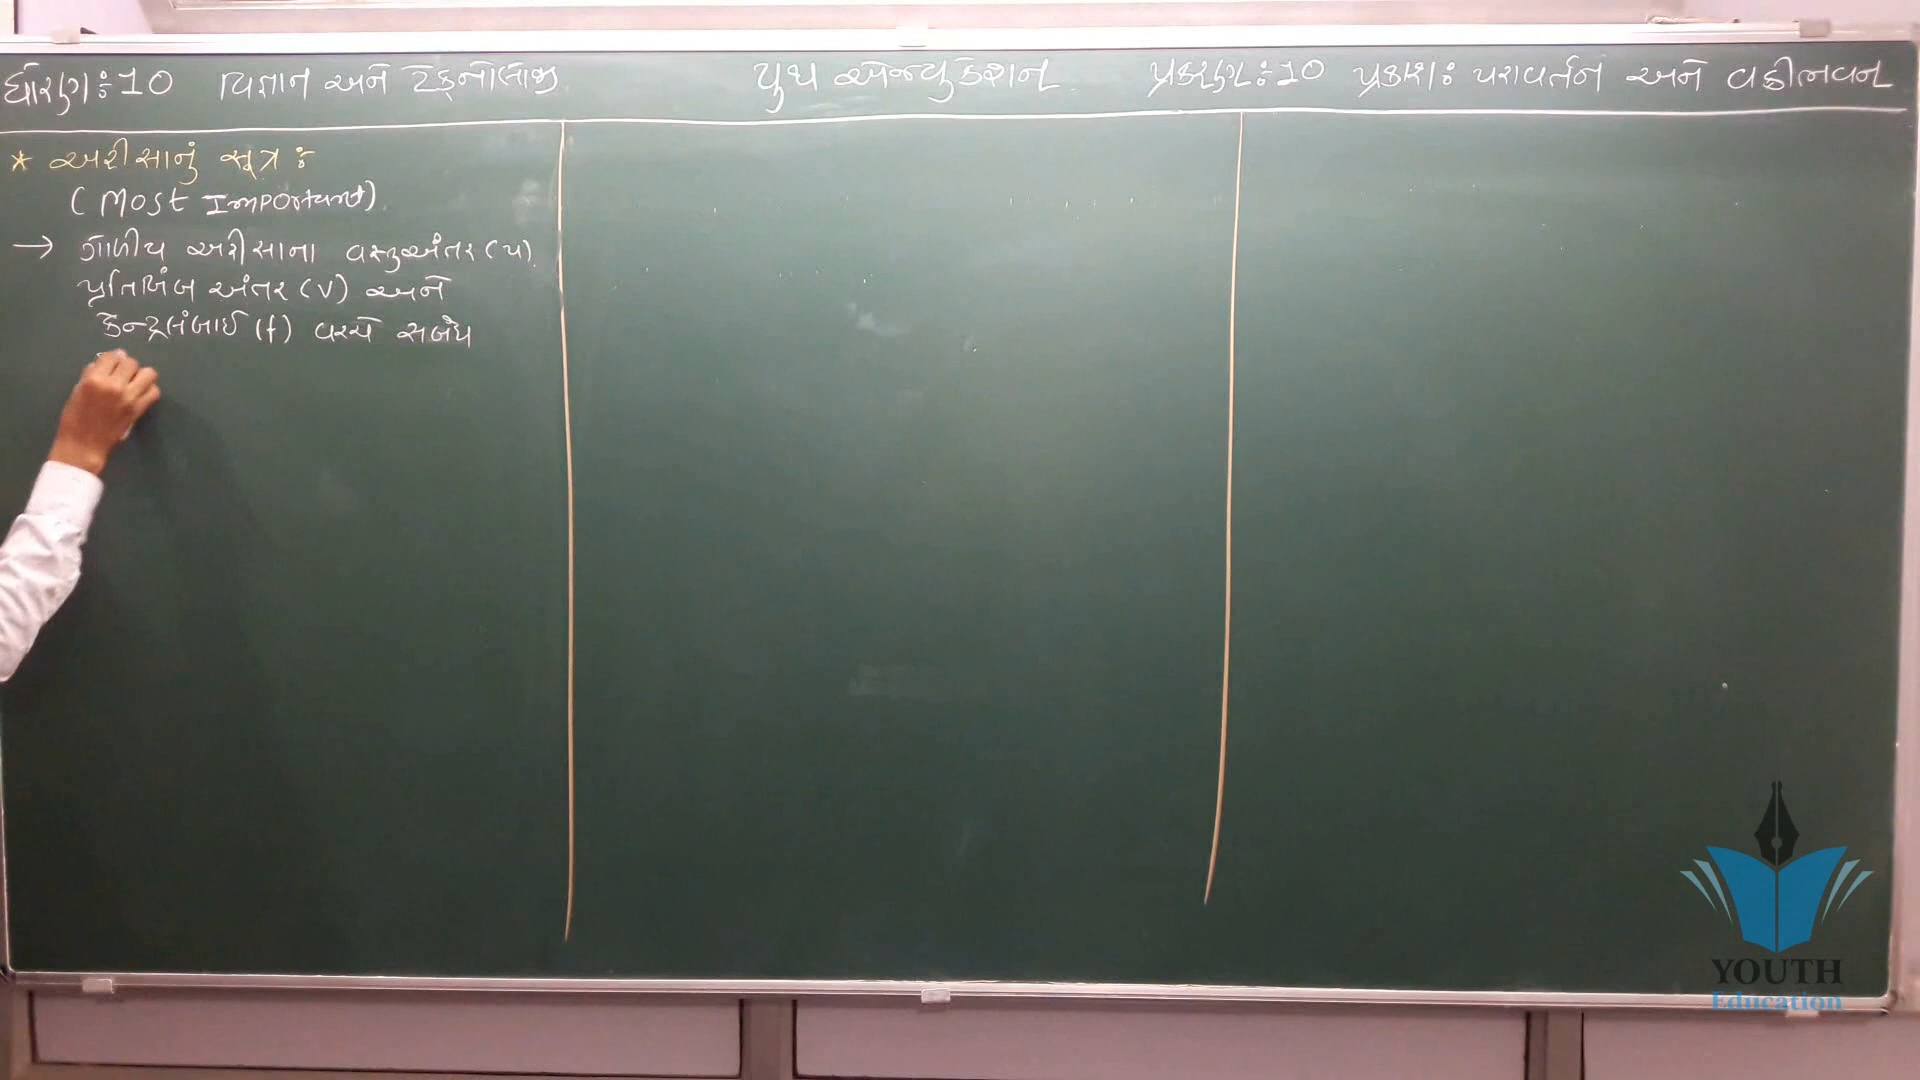 ધોરણઃ10 વિજ્ઞાન અને ટેકનોલોજી યુથ એજ્યુકેશન પ્રકરણઃ10 પ્રકાશઃ પરાવર્તન અને વક્રીભવન
* અરીસાનું સૂત્ર ઃ
(Most Important)
→ ગોળીય અરીસાના વસ્તુઅંતર (u)
પ્રતિબિંબ અંતર (v) અને
કેન્દ્રલંબાઈ (f) વચ્ચે સબંધ
YOUTH
Education